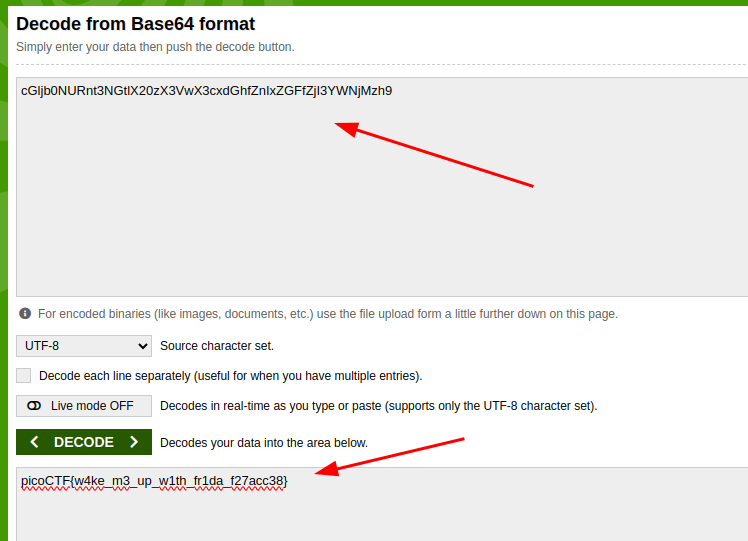 Decode from Base64 format
Simply enter your data then push the decode button.
cGljb0NURnt3NGtlX20zX3VwX3cxdGhfZnIxZGFfZjI3YWNjMzh9
For encoded binaries (like images, documents, etc.) use the file upload form a little further down on this page.
UTF-8 Source character set.
Decode each line separately (useful for when you have multiple entries).
Live mode OFF Decodes in real-time as you type or paste (supports only the UTF-8 character set).
< DECODE > Decodes your data into the area below.
picoCTF{w4ke_m3_up_w1th_fr1da_f27acc38}